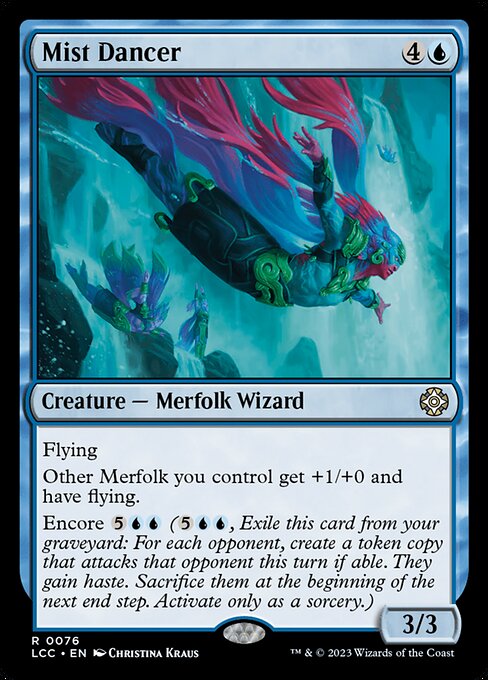 Mist Dancer 4
Creature — Merfolk Wizard
Flying
Other Merfolk you control get +1/+0 and
have flying.
Encore 5 (5, Exile this card from your
graveyard: For each opponent, create a token copy
that attacks that opponent this turn if able. They
gain haste. Sacrifice them at the beginning of the
next end step. Activate only as a sorcery.)
3/3
R 0076
LCC • EN Christina Kraus
™ & © 2023 Wizards of the Coast